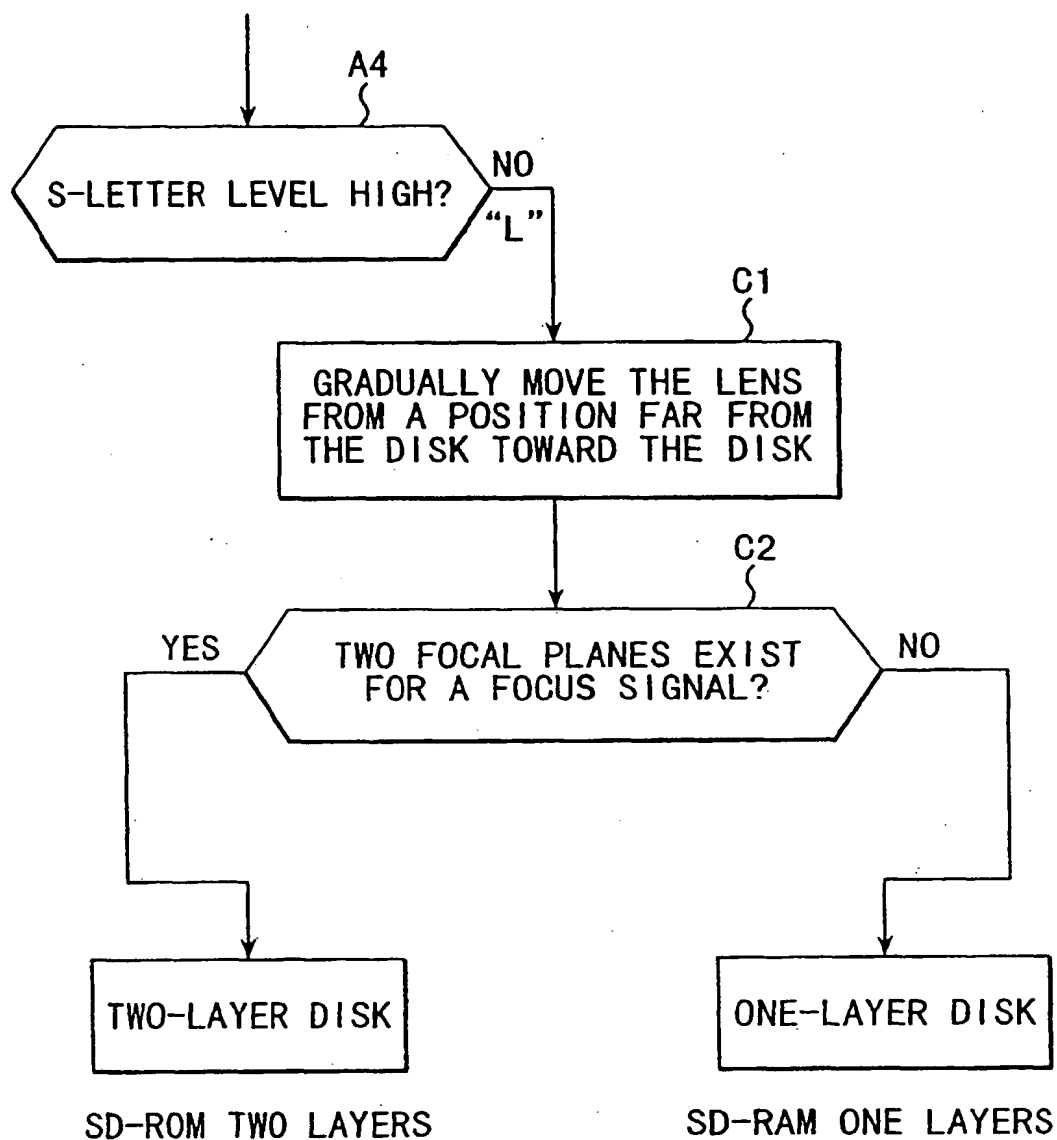 A4
S-LETTER LEVEL HIGH?
NO
“L”
C1
GRADUALLY MOVE THE LENS
FROM A POSITION FAR FROM
THE DISK TOWARD THE DISK
C2
YES
TWO FOCAL PLANES EXIST
FOR A FOCUS SIGNAL?
NO
TWO-LAYER DISK
ONE-LAYER DISK
SD-ROM TWO LAYERS
SD-RAM ONE LAYERS